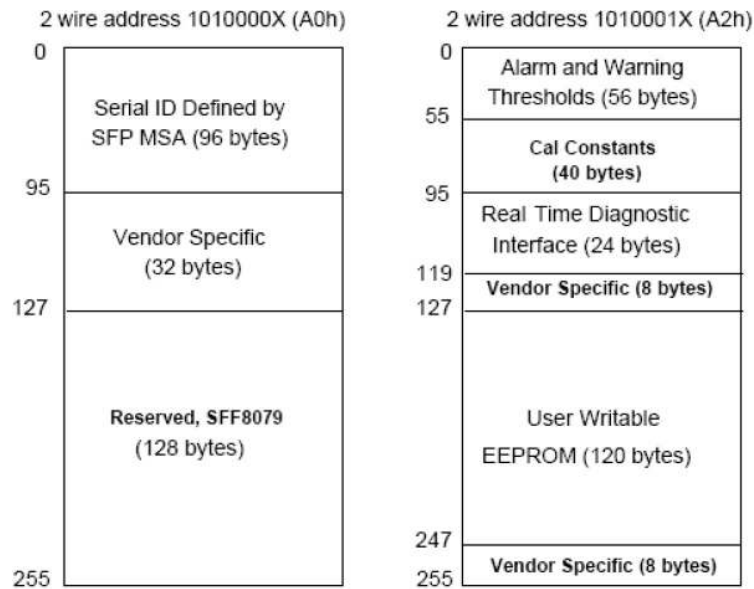 2 wire address 1010000X (A0h)
0
Serial ID Defined by
SFP MSA (96 bytes)
95
Vendor Specific
(32 bytes)
127
Reserved, SFF8079
(128 bytes)
255
2 wire address 1010001X (A2h)
0
Alarm and Warning
Thresholds (56 bytes)
55
Cal Constants
(40 bytes)
95
Real Time Diagnostic
Interface (24 bytes)
119
Vendor Specific (8 bytes)
127
User Writable
EEPROM (120 bytes)
247
Vendor Specific (8 bytes)
255